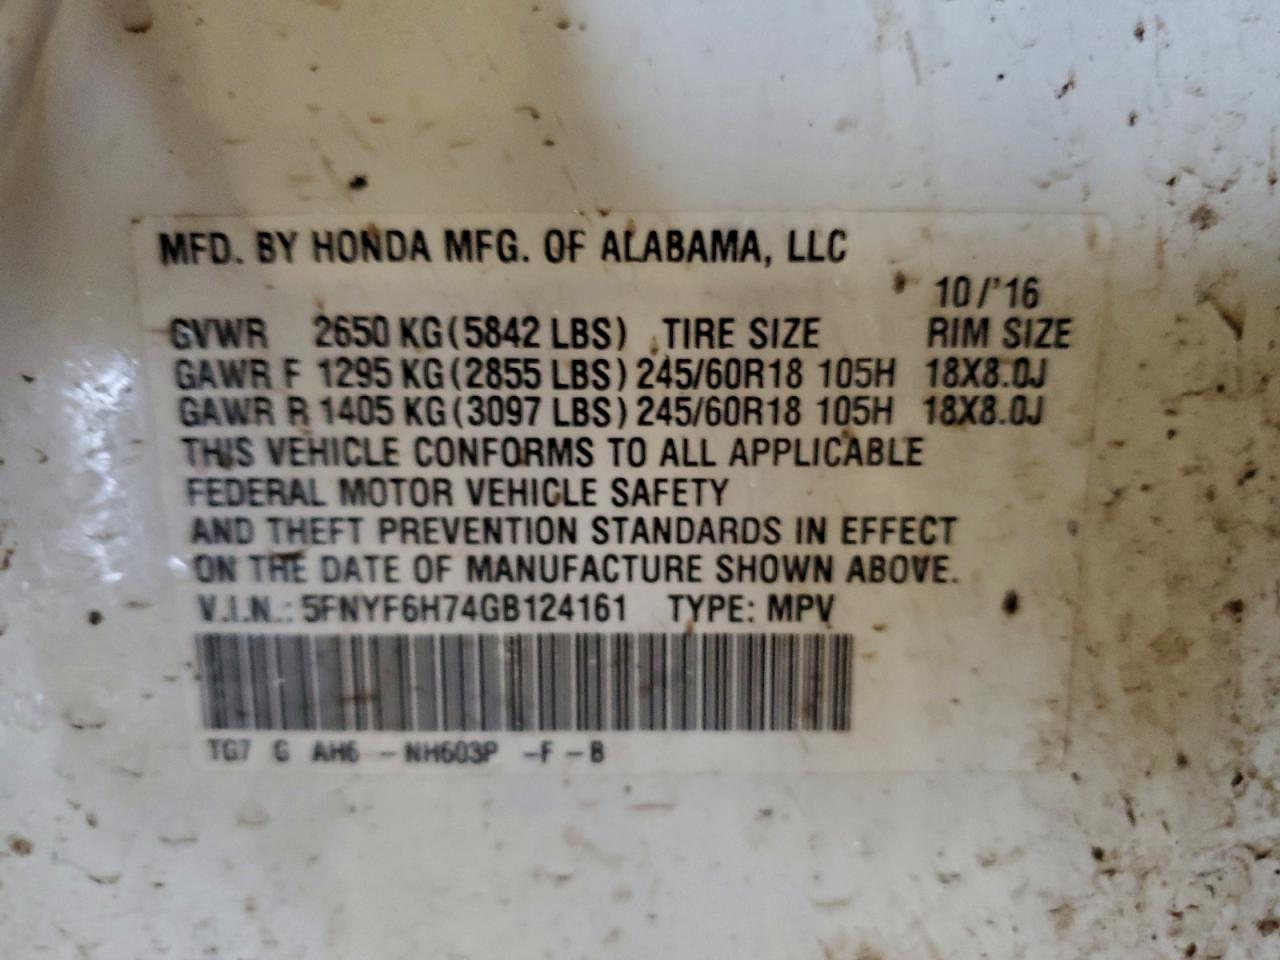 MFD. BY HONDA MFG. OF ALABAMA, LLC
10/'16
GVWR 2650 KG (5842 LBS) TIRE SIZE RIM SIZE
GAWR F 1295 KG (2855 LBS) 245/60R18 105H 18X8.0J
GAWR R 1405 KG (3097 LBS) 245/60R18 105H 18X8.0J
THIS VEHICLE CONFORMS TO ALL APPLICABLE
FEDERAL MOTOR VEHICLE SAFETY
AND THEFT PREVENTION STANDARDS IN EFFECT
ON THE DATE OF MANUFACTURE SHOWN ABOVE.
V.I.N.: 5FNYF6H74GB124161 TYPE: MPV
TG7 G AH6 - NH603P -F - B